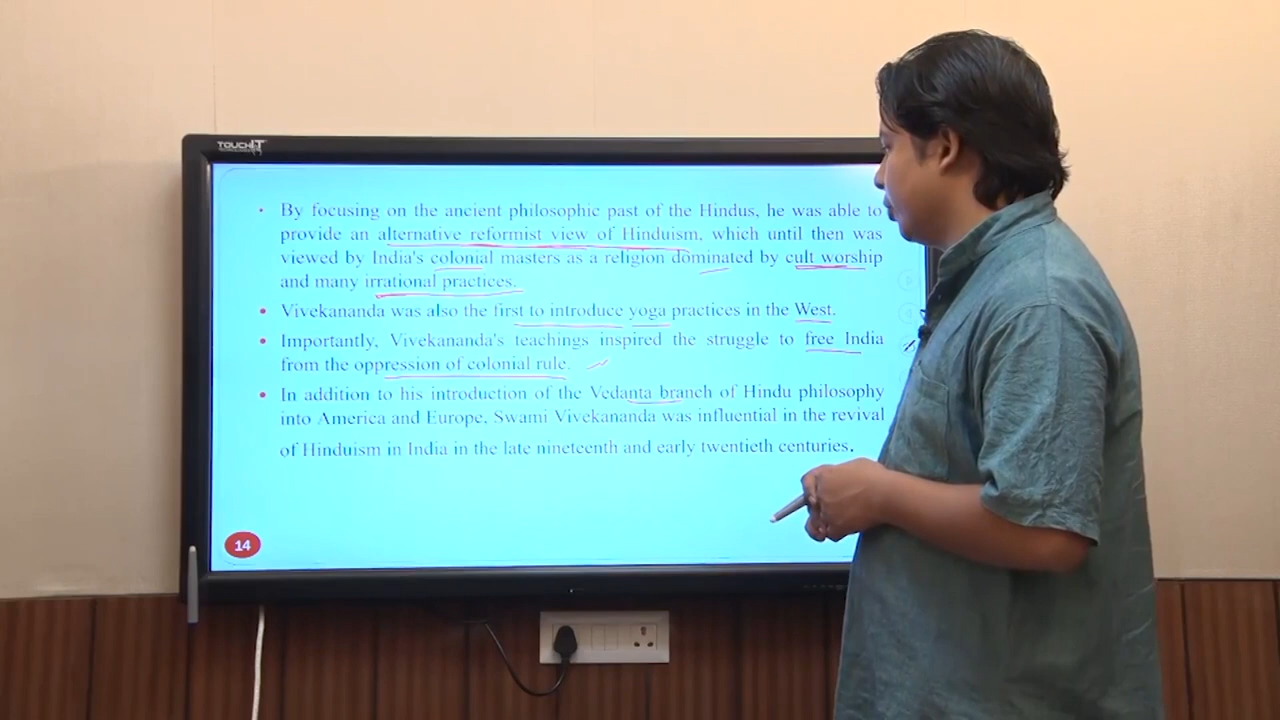 TOUCHIT
• By focusing on the ancient philosophic past of the Hindus, he was able to
provide an alternative reformist view of Hinduism, which until then was
viewed by India's colonial masters as a religion dominated by cult worship
and many irrational practices.
• Vivekananda was also the first to introduce yoga practices in the West.
• Importantly, Vivekananda's teachings inspired the struggle to free India
from the oppression of colonial rule.
• In addition to his introduction of the Vedanta branch of Hindu philosophy
into America and Europe, Swami Vivekananda was influential in the revival
of Hinduism in India in the late nineteenth and early twentieth centuries.
14